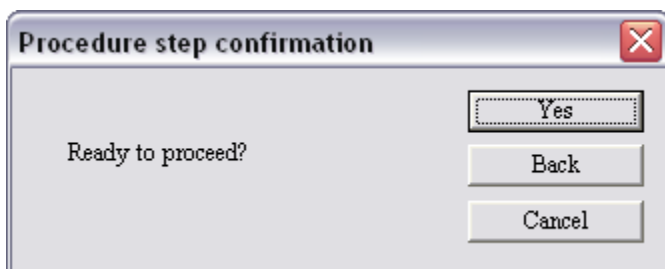 Procedure step confirmation
Ready to proceed?
Yes
Back
Cancel